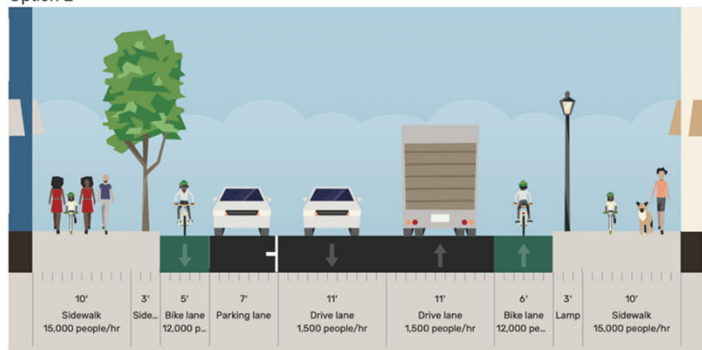 10' 3' 5' 7' 11' 11' 6' 3' 10'
Sidewalk Side... Bike lane Parking lane Drive lane Drive lane Bike lane Lamp Sidewalk
15,000 people/hr 12,000 p... 1,500 people/hr 1,500 people/hr 12,000 pe... 15,000 people/hr